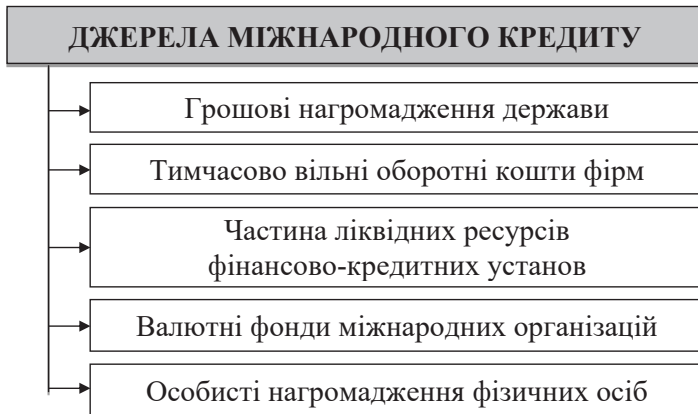 ДЖЕРЕЛА МІЖНАРОДНОГО КРЕДИТУ
Грошові нагромадження держави
Тимчасово вільні оборотні кошти фірм
Частина ліквідних ресурсів
фінансово-кредитних установ
Валютні фонди міжнародних організацій
Особисті нагромадження фізичних осіб